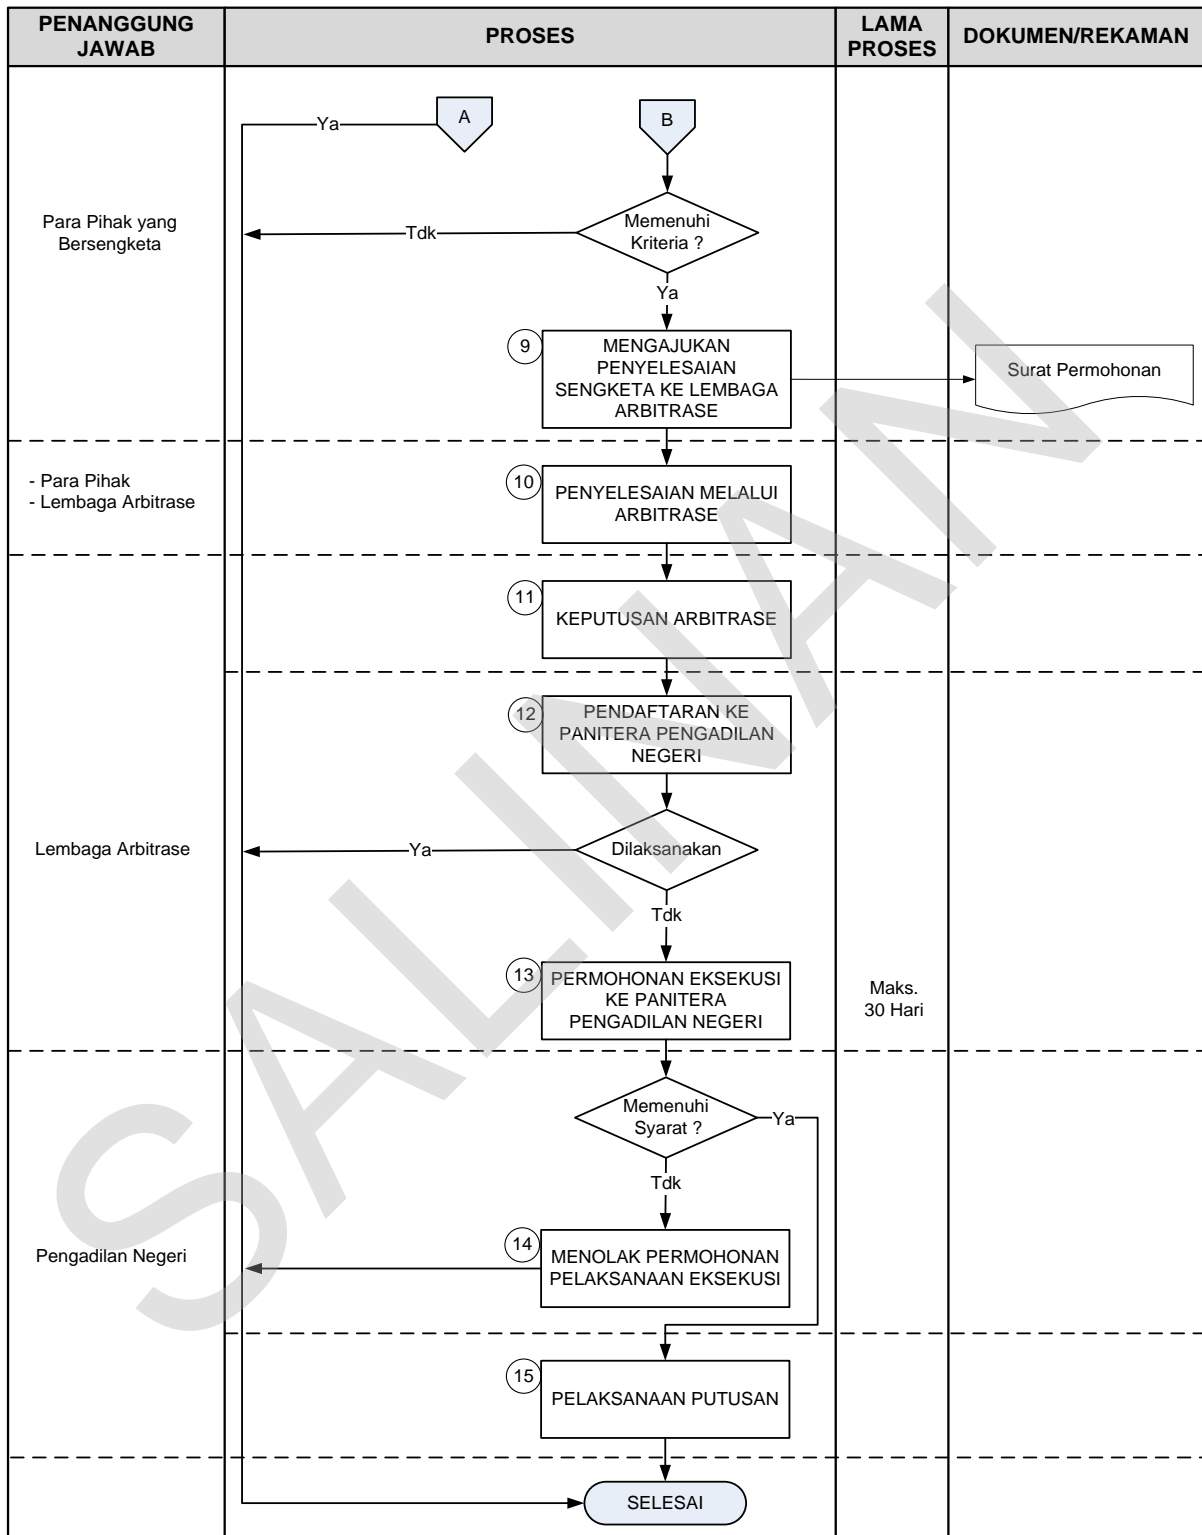 PENANGGUNG
JAWAB
PROSES
LAMA
PROSES
DOKUMEN/REKAMAN
A
B
Ya
Para Pihak yang
Bersengketa
Memenuhi
Kriteria ?
Tdk
Ya
9
MENGAJUKAN
PENYELESAIAN
SENGKETA KE LEMBAGA
ARBITRASE
Surat Permohonan
- Para Pihak
- Lembaga Arbitrase
10
PENYELESAIAN MELALUI
ARBITRASE
11
KEPUTUSAN ARBITRASE
12
PENDAFTARAN KE
PANITERA PENGADILAN
NEGERI
Lembaga Arbitrase
Ya
Dilaksanakan
Tdk
13
PERMOHONAN EKSEKUSI
KE PANITERA
PENGADILAN NEGERI
Maks.
30 Hari
Memenuhi
Syarat ?
Ya
Tdk
Pengadilan Negeri
14
MENOLAK PERMOHONAN
PELAKSANAAN EKSEKUSI
15
PELAKSANAAN PUTUSAN
SELESAI
SALINAN